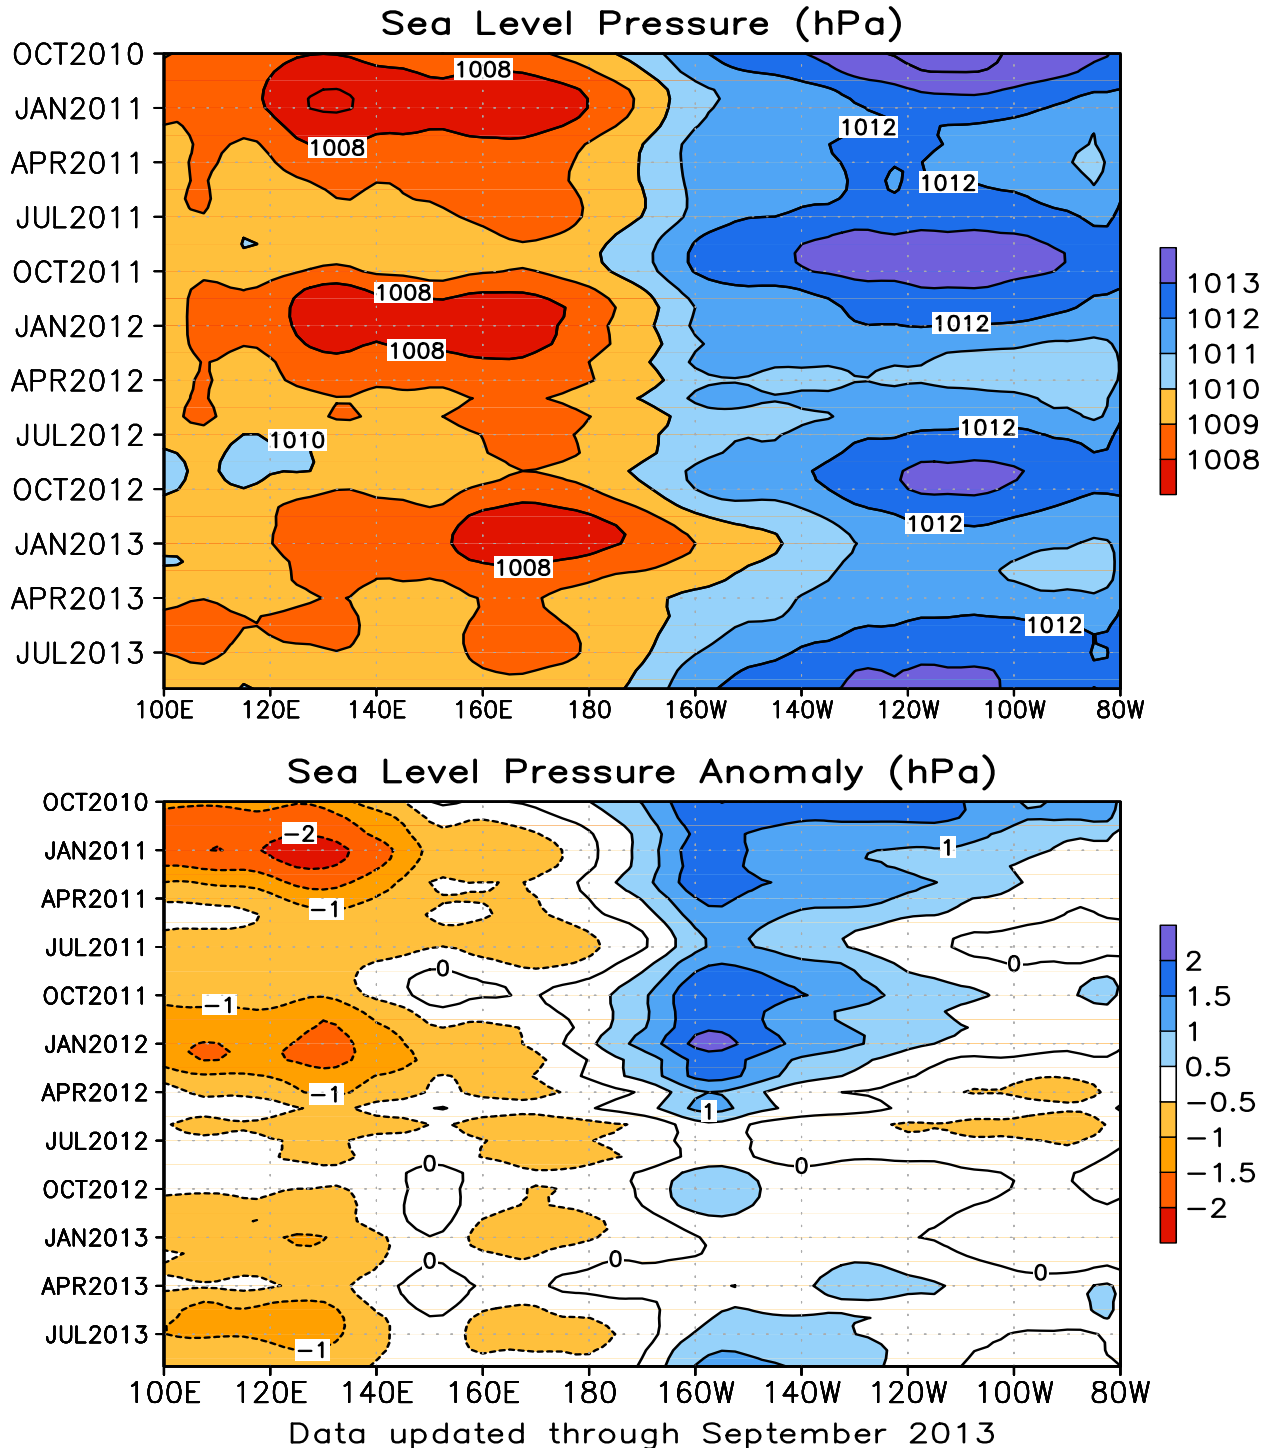 Sea Level Pressure (hPa)
OCT2010
JAN2011
APR2011
JUL2011
OCT2011
JAN2012
APR2012
JUL2012
OCT2012
JAN2013
APR2013
JUL2013
1008
1008
1012
1012
1008
1012
1008
1012
1010
1012
1008
1012
100E 120E 140E 160E 180 160W 140W 120W 100W 80W
1013
1012
1011
1010
1009
1008
Sea Level Pressure Anomaly (hPa)
OCT2010
JAN2011
APR2011
JUL2011
OCT2011
JAN2012
APR2012
JUL2012
OCT2012
JAN2013
APR2013
JUL2013
-2
1
-1
0
0
-1
-1
1
0
0
0
0
0
-1
100E 120E 140E 160E 180 160W 140W 120W 100W 80W
2
1.5
1
0.5
-0.5
-1
-1.5
-2
Data updated through September 2013